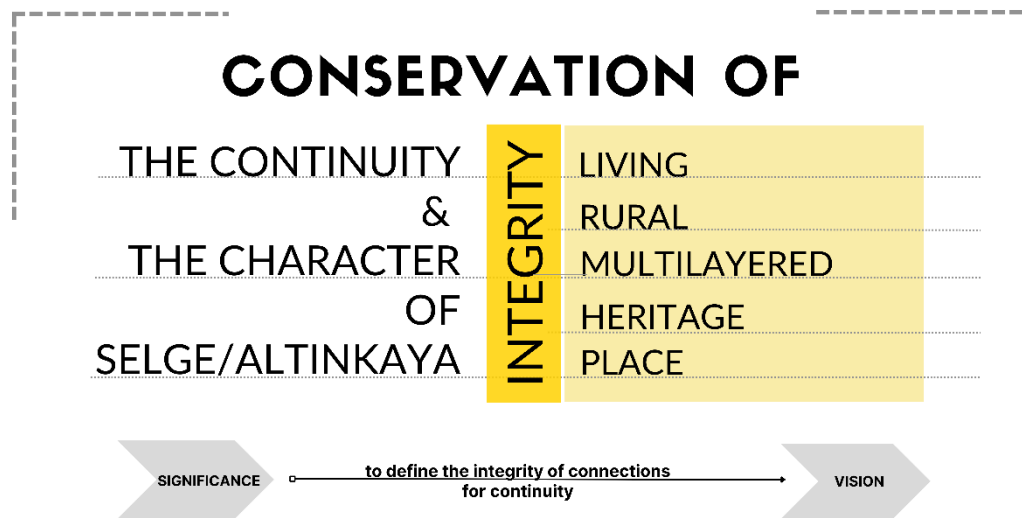 CONSERVATION OF
THE CONTINUITY
&
THE CHARACTER
OF
SELGE/ALTINKAYA
INTEGRITY
LIVING
RURAL
MULTILAYERED
HERITAGE
PLACE
SIGNIFICANCE
to define the integrity of connections
for continuity
VISION